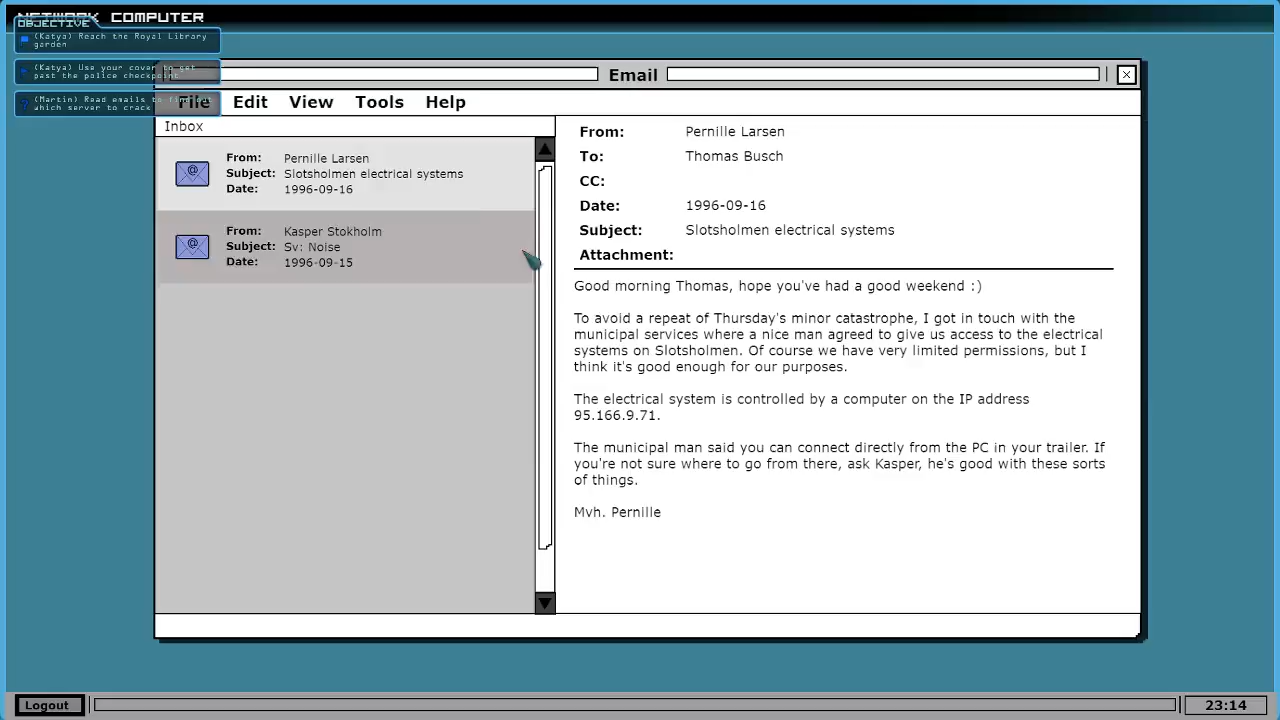 NETWORK COMPUTER
OBJECTIVE
(Katya) Reach the Royal Library
garden
(Katya) Use your cover to get
past the police checkpoint
(Martin) Read emails to find out
which server to crack
Email
File Edit View Tools Help
Inbox
From: Pernille Larsen
Subject: Slotsholmen electrical systems
Date: 1996-09-16
From: Kasper Stokholm
Subject: Sv: Noise
Date: 1996-09-15
From: Pernille Larsen
To: Thomas Busch
CC:
Date: 1996-09-16
Subject: Slotsholmen electrical systems
Attachment:
Good morning Thomas, hope you've had a good weekend :)
To avoid a repeat of Thursday's minor catastrophe, I got in touch with the
municipal services where a nice man agreed to give us access to the electrical
systems on Slotsholmen. Of course we have very limited permissions, but I
think it's good enough for our purposes.
The electrical system is controlled by a computer on the IP address
95.166.9.71.
The municipal man said you can connect directly from the PC in your trailer. If
you're not sure where to go from there, ask Kasper, he's good with these sorts
of things.
Mvh. Pernille
Logout
23:14